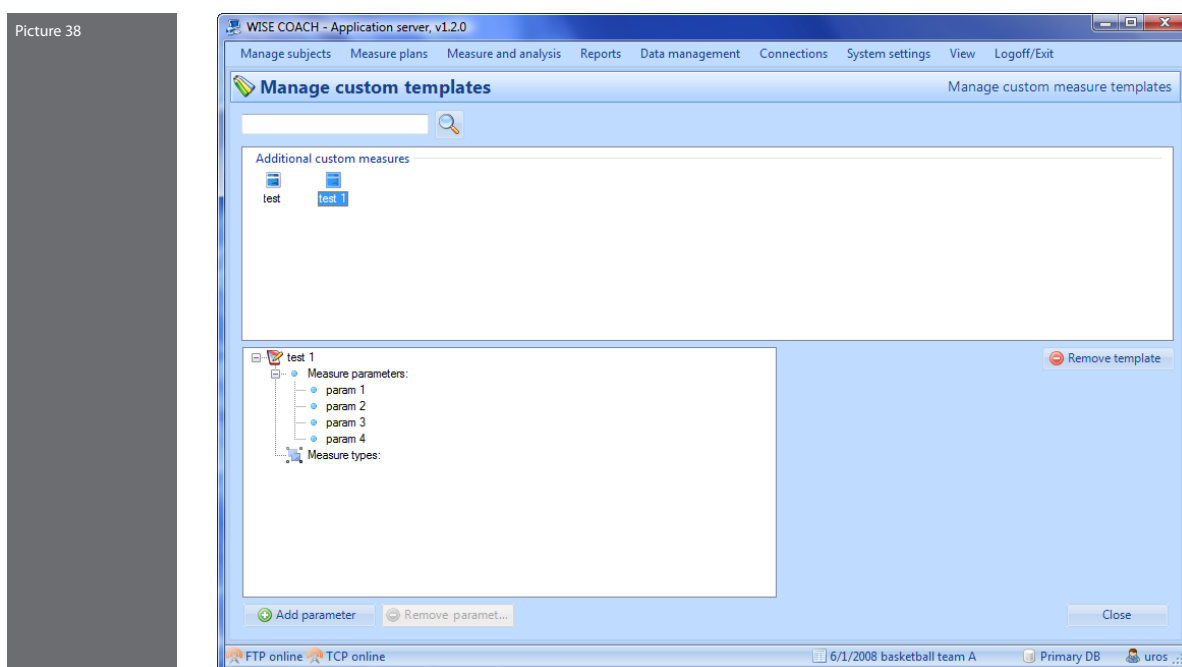 Picture 38
WISE COACH - Application server, v1.2.0
Manage subjects Measure plans Measure and analysis Reports Data management Connections System settings View Logoff/Exit
Manage custom templates Manage custom measure templates
Additional custom measures
test test 1
test 1 Remove template
Measure parameters:
param 1
param 2
param 3
param 4
Measure types:
Add parameter Remove paramet... Close
FTP online TCP online 6/1/2008 basketball team A Primary DB uros